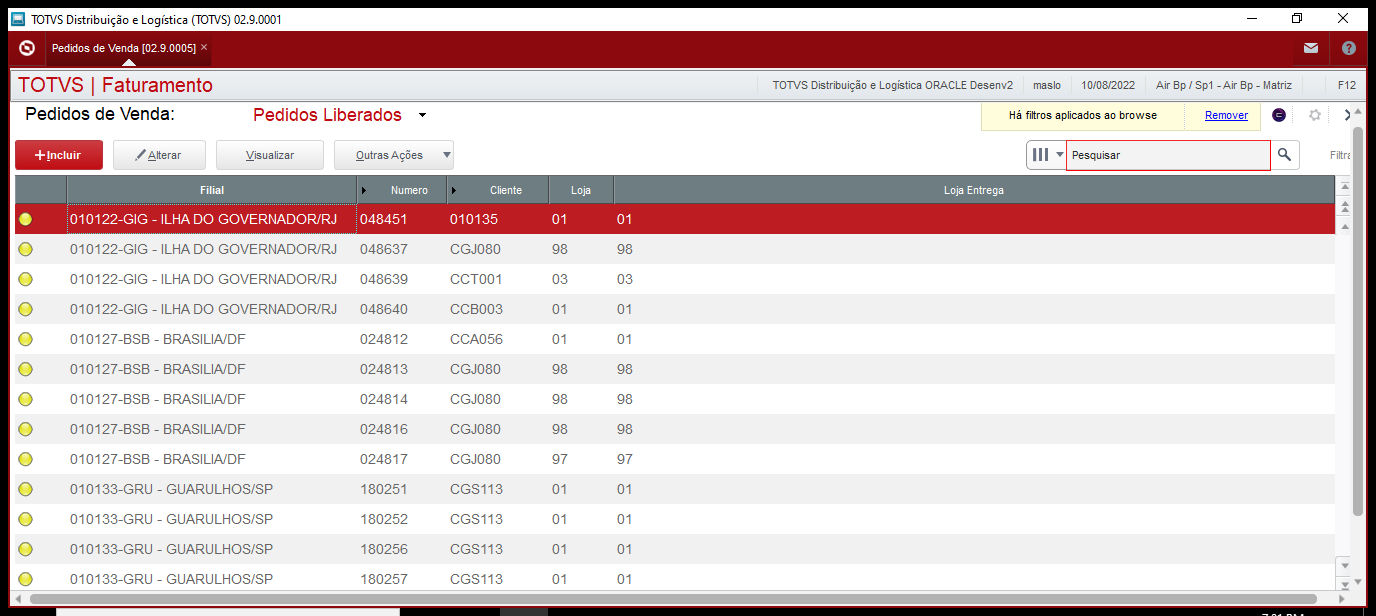 TOTVS Distribuição e Logística (TOTVS) 02.9.0001
Pedidos de Venda [02.9.0005] ×
TOTVS | Faturamento
TOTVS Distribuição e Logística ORACLE Desenv2 maslo 10/08/2022 Air Bp / Sp1 - Air Bp - Matriz F12
Pedidos de Venda: Pedidos Liberados
Há filtros aplicados ao browse Remover
+Incluir Alterar Visualizar Outras Ações Pesquisar Filtra
Filial Numero Cliente Loja Loja Entrega
010122-GIG - ILHA DO GOVERNADOR/RJ 048451 010135 01 01
010122-GIG - ILHA DO GOVERNADOR/RJ 048637 CGJ080 98 98
010122-GIG - ILHA DO GOVERNADOR/RJ 048639 CCT001 03 03
010122-GIG - ILHA DO GOVERNADOR/RJ 048640 CCB003 01 01
010127-BSB - BRASILIA/DF 024812 CCA056 01 01
010127-BSB - BRASILIA/DF 024813 CGJ080 98 98
010127-BSB - BRASILIA/DF 024814 CGJ080 98 98
010127-BSB - BRASILIA/DF 024816 CGJ080 98 98
010127-BSB - BRASILIA/DF 024817 CGJ080 97 97
010133-GRU - GUARULHOS/SP 180251 CGS113 01 01
010133-GRU - GUARULHOS/SP 180252 CGS113 01 01
010133-GRU - GUARULHOS/SP 180256 CGS113 01 01
010133-GRU - GUARULHOS/SP 180257 CGS113 01 01